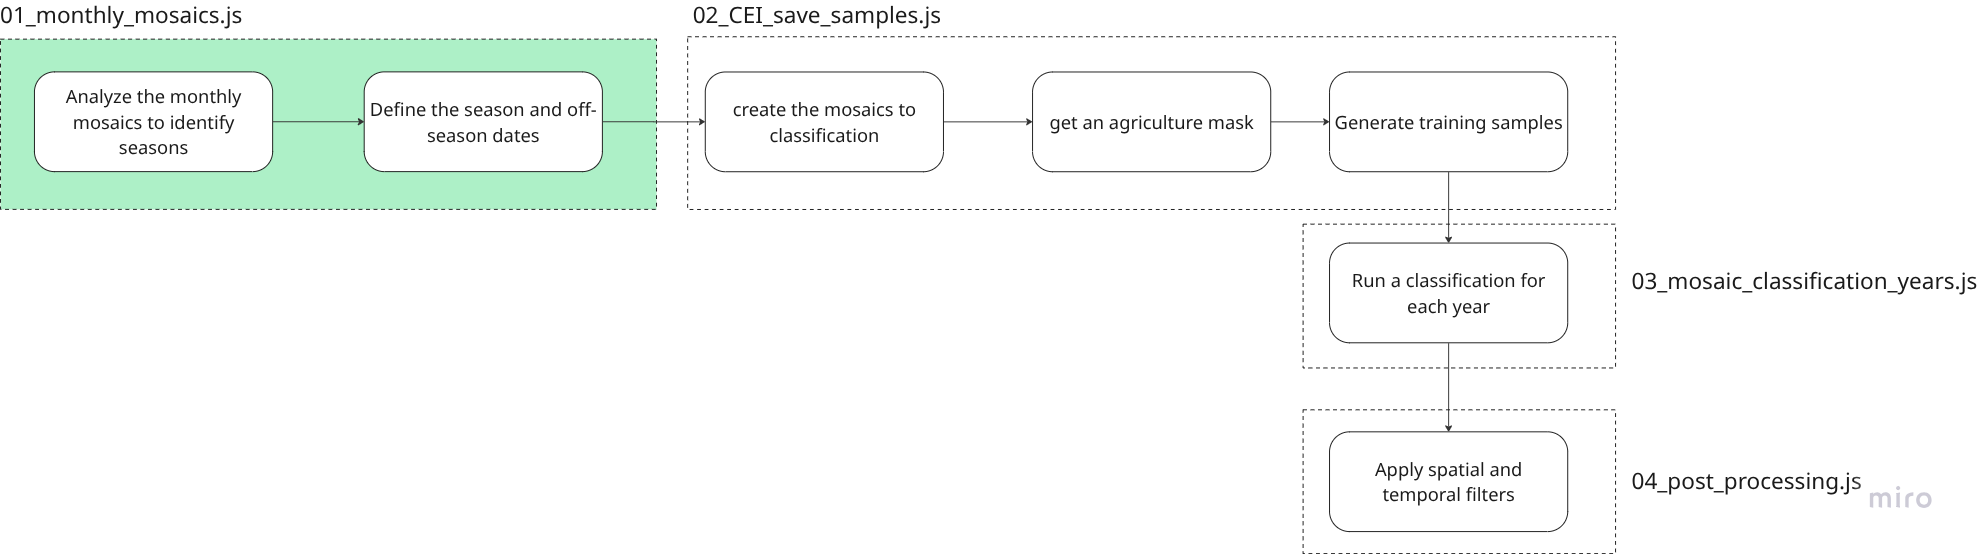 01_monthly_mosaics.js
02_CEI_save_samples.js
Analyze the monthly
mosaics to identify
seasons
Define the season and off-
season dates
create the mosaics to
classification
get an agriculture mask
Generate training samples
Run a classification for
each year
03_mosaic_classification_years.js
Apply spatial and
temporal filters
04_post_processing.js
miro